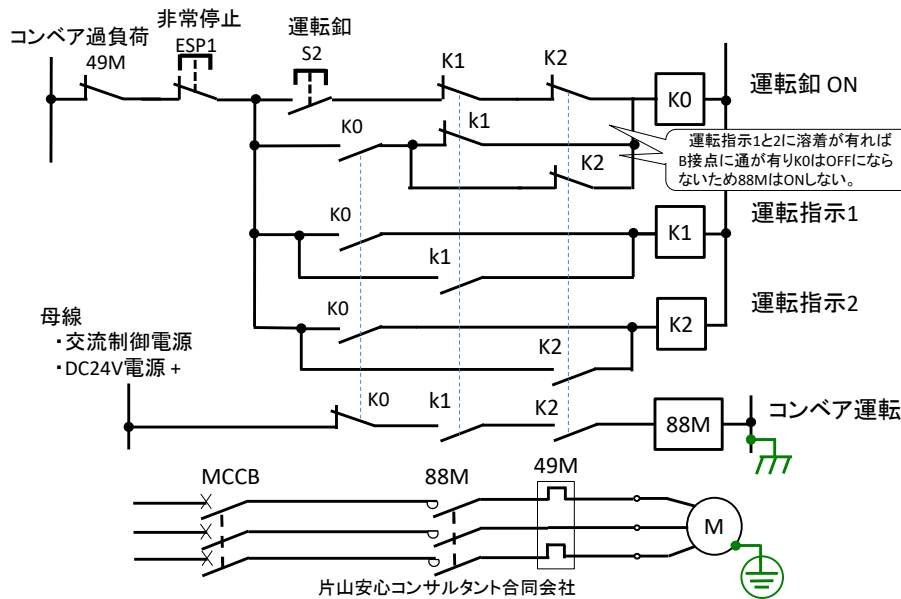 非常停止
ESP1
コンベア過負荷
49M
運転釦
S2
K1
K2
K0
運転釦 ON
K0
k1
運転指示1と2に溶着が有れば
B接点に通が有りK0はOFFになら
ないため88MはONしない。
K2
K0
K1
運転指示1
k1
K0
K2
運転指示2
K2
母線
・交流制御電源
・DC24V電源 +
K0
k1
K2
88M
コンベア運転
MCCB
88M
49M
M
片山安心コンサルタント合同会社